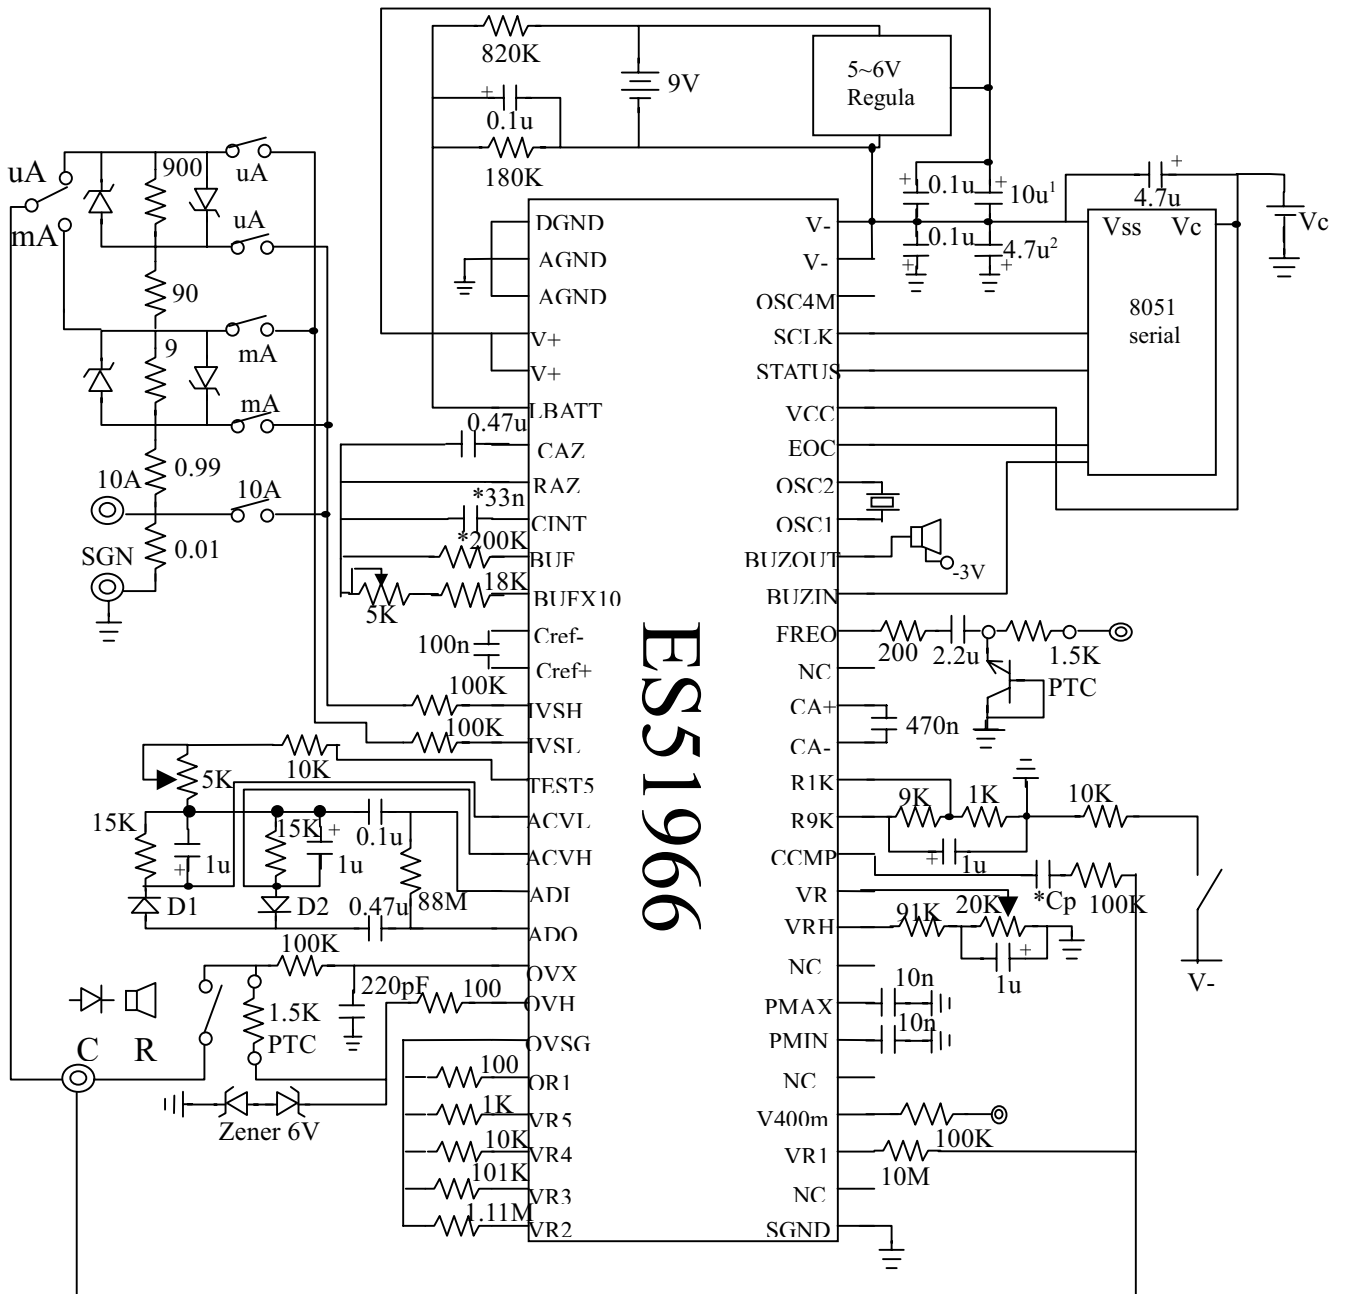 820K
9V
5~6V
Regula
+
0.1u
180K
uA
mA
900
uA
uA
90
9
mA
mA
0.99
10A
10A
SGN
0.01
+
0.1u
+
10u¹
0.1u
+
4.7u²
+
+
4.7u
Vss
Vc
Vc
8051
serial
DGND
AGND
AGND
V+
V+
LBATT
0.47u
CAZ
RAZ
*33n
CINT
*200K
BUF
18K
BUFX10
5K
Cref-
100n
Cref+
100K
IVSH
100K
IVSL
10K
TEST5
5K
ACVL
15K
15K
+
0.1u
1u
+
1u
ACVH
ADI
88M
D1
D2
0.47u
ADO
100K
OVX
220pF
100
OVH
1.5K
PTC
C
R
OVSG
100
OR1
Zener 6V
1K
VR5
10K
VR4
101K
VR3
1.11M
VR2
ES51966
V-
V-
OSC4M
SCLK
STATUS
VCC
EOC
OSC2
OSC1
BUZOUT
-3V
BUZIN
FREQ
200
2.2u
1.5K
PTC
NC
CA+
470n
CA-
R1K
9K
1K
10K
R9K
+
1u
CCMP
*Cp
100K
VR
91K
20K
VRH
+
1u
NC
V-
10n
PMAX
10n
PMIN
NC
V400m
100K
VR1
10M
NC
SGND